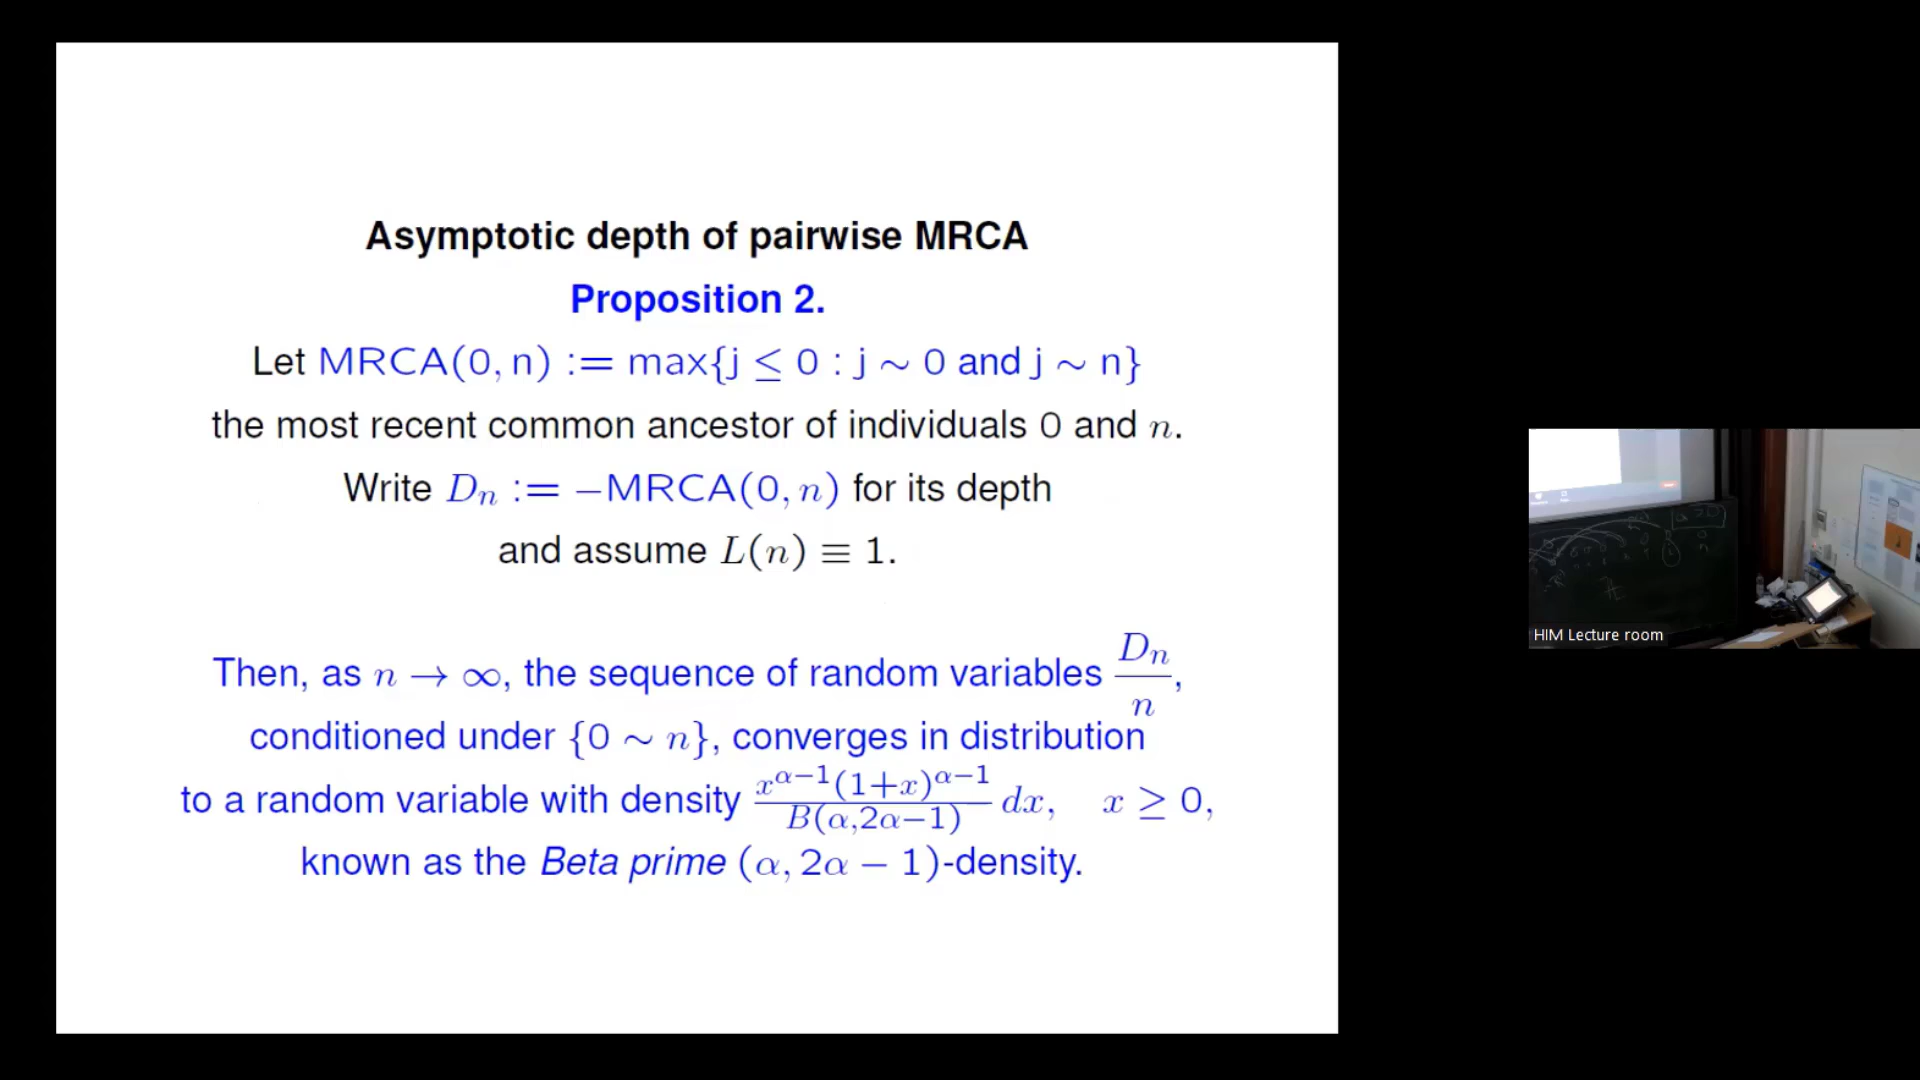 Asymptotic depth of pairwise MRCA
Proposition 2.
Let MRCA(0, n) := max{j ≤ 0 : j ∼ 0 and j ∼ n}
the most recent common ancestor of individuals 0 and n.
Write Dₙ := −MRCA(0, n) for its depth
and assume L(n) ≡ 1.
Then, as n → ∞, the sequence of random variables Dₙ/n,
conditioned under {0 ∼ n}, converges in distribution
to a random variable with density x^{α−1}(1+x)^{α−1}/B(α,2α−1) dx, x ≥ 0,
known as the Beta prime (α, 2α − 1)-density.
HIM Lecture room